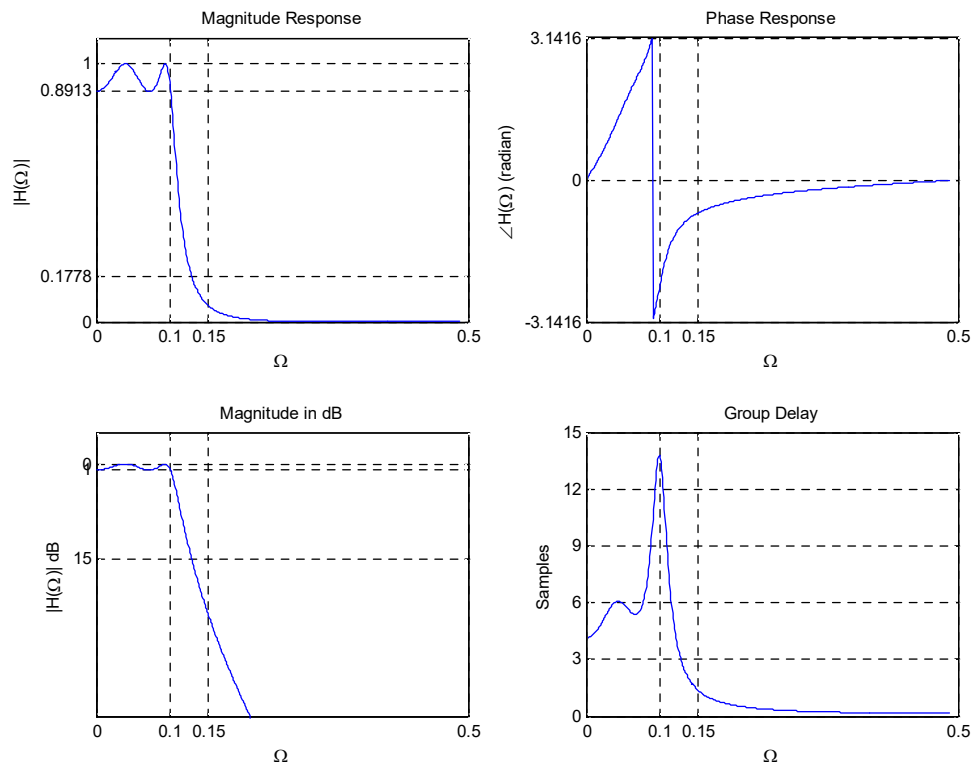 Magnitude Response
|H(Ω)|
1
0.8913
0.1778
0
0 0.1 0.15 0.5
Ω
Phase Response
∠H(Ω) (radian)
3.1416
0
-3.1416
0 0.1 0.15 0.5
Ω
Magnitude in dB
|H(Ω)| dB
0
1
15
0 0.1 0.15 0.5
Ω
Group Delay
Samples
15
12
9
6
3
0
0 0.1 0.15 0.5
Ω